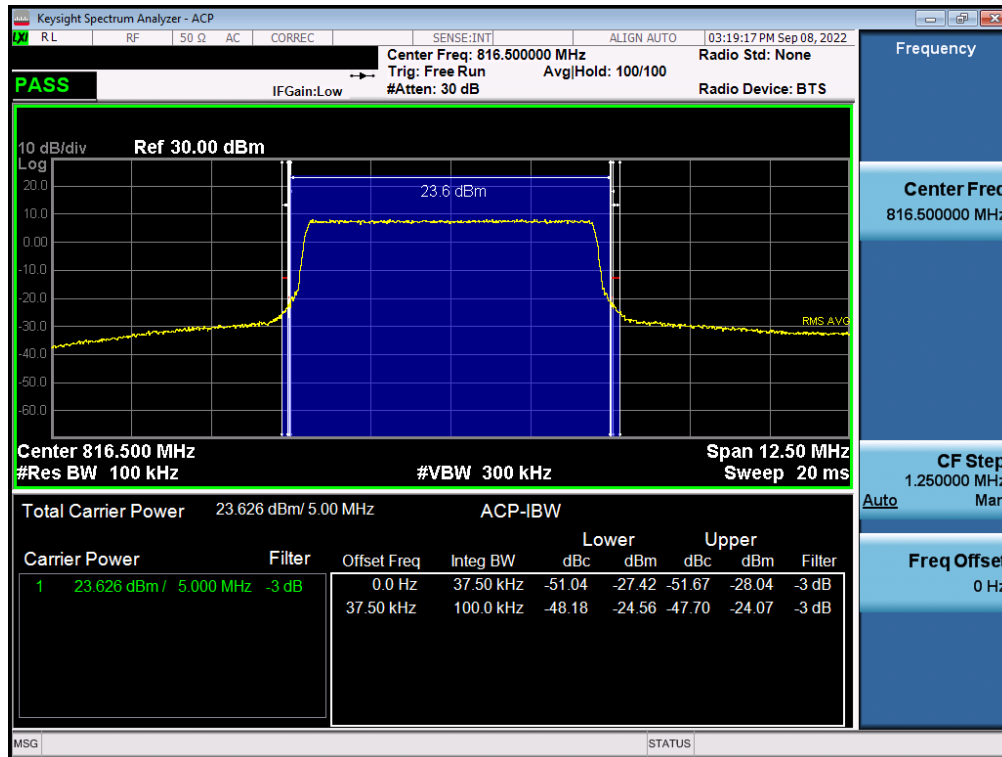 Keysight Spectrum Analyzer - ACP
LXI RL RF 50 Ω AC CORREC SENSE:INT ALIGN AUTO 03:19:17 PM Sep 08, 2022
Center Freq: 816.500000 MHz Radio Std: None
Trig: Free Run Avg|Hold: 100/100
PASS IFGain:Low #Atten: 30 dB Radio Device: BTS
10 dB/div Ref 30.00 dBm
Log
20.0
23.6 dBm
10.0
0.00
-10.0
-20.0
-30.0
RMS AVG
-40.0
-50.0
-60.0
Center 816.500 MHz Span 12.50 MHz
#Res BW 100 kHz #VBW 300 kHz Sweep 20 ms
Total Carrier Power 23.626 dBm/ 5.00 MHz ACP-IBW
Lower Upper
Carrier Power Filter Offset Freq Integ BW dBc dBm dBc dBm Filter
1 23.626 dBm / 5.000 MHz -3 dB 0.0 Hz 37.50 kHz -51.04 -27.42 -51.67 -28.04 -3 dB
37.50 kHz 100.0 kHz -48.18 -24.56 -47.70 -24.07 -3 dB
MSG STATUS
Frequency
Center Freq
816.500000 MHz
CF Step
1.250000 MHz
Auto Man
Freq Offset
0 Hz